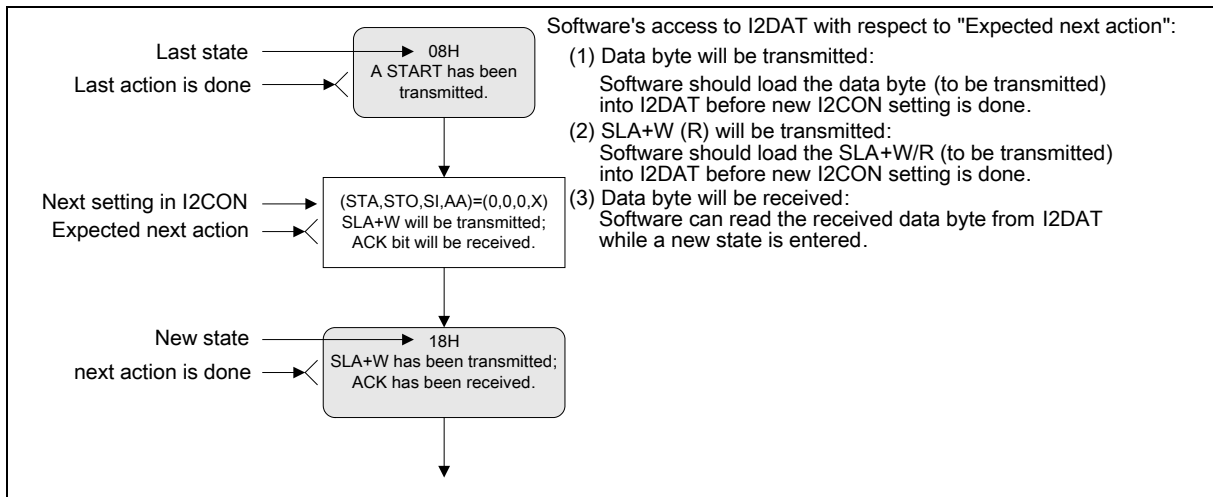 Last state
Last action is done
08H
A START has been
transmitted.
Next setting in I2CON
Expected next action
(STA,STO,SI,AA)=(0,0,0,X)
SLA+W will be transmitted;
ACK bit will be received.
New state
next action is done
18H
SLA+W has been transmitted;
ACK has been received.
Software's access to I2DAT with respect to "Expected next action":
(1) Data byte will be transmitted:
Software should load the data byte (to be transmitted)
into I2DAT before new I2CON setting is done.
(2) SLA+W (R) will be transmitted:
Software should load the SLA+W/R (to be transmitted)
into I2DAT before new I2CON setting is done.
(3) Data byte will be received:
Software can read the received data byte from I2DAT
while a new state is entered.